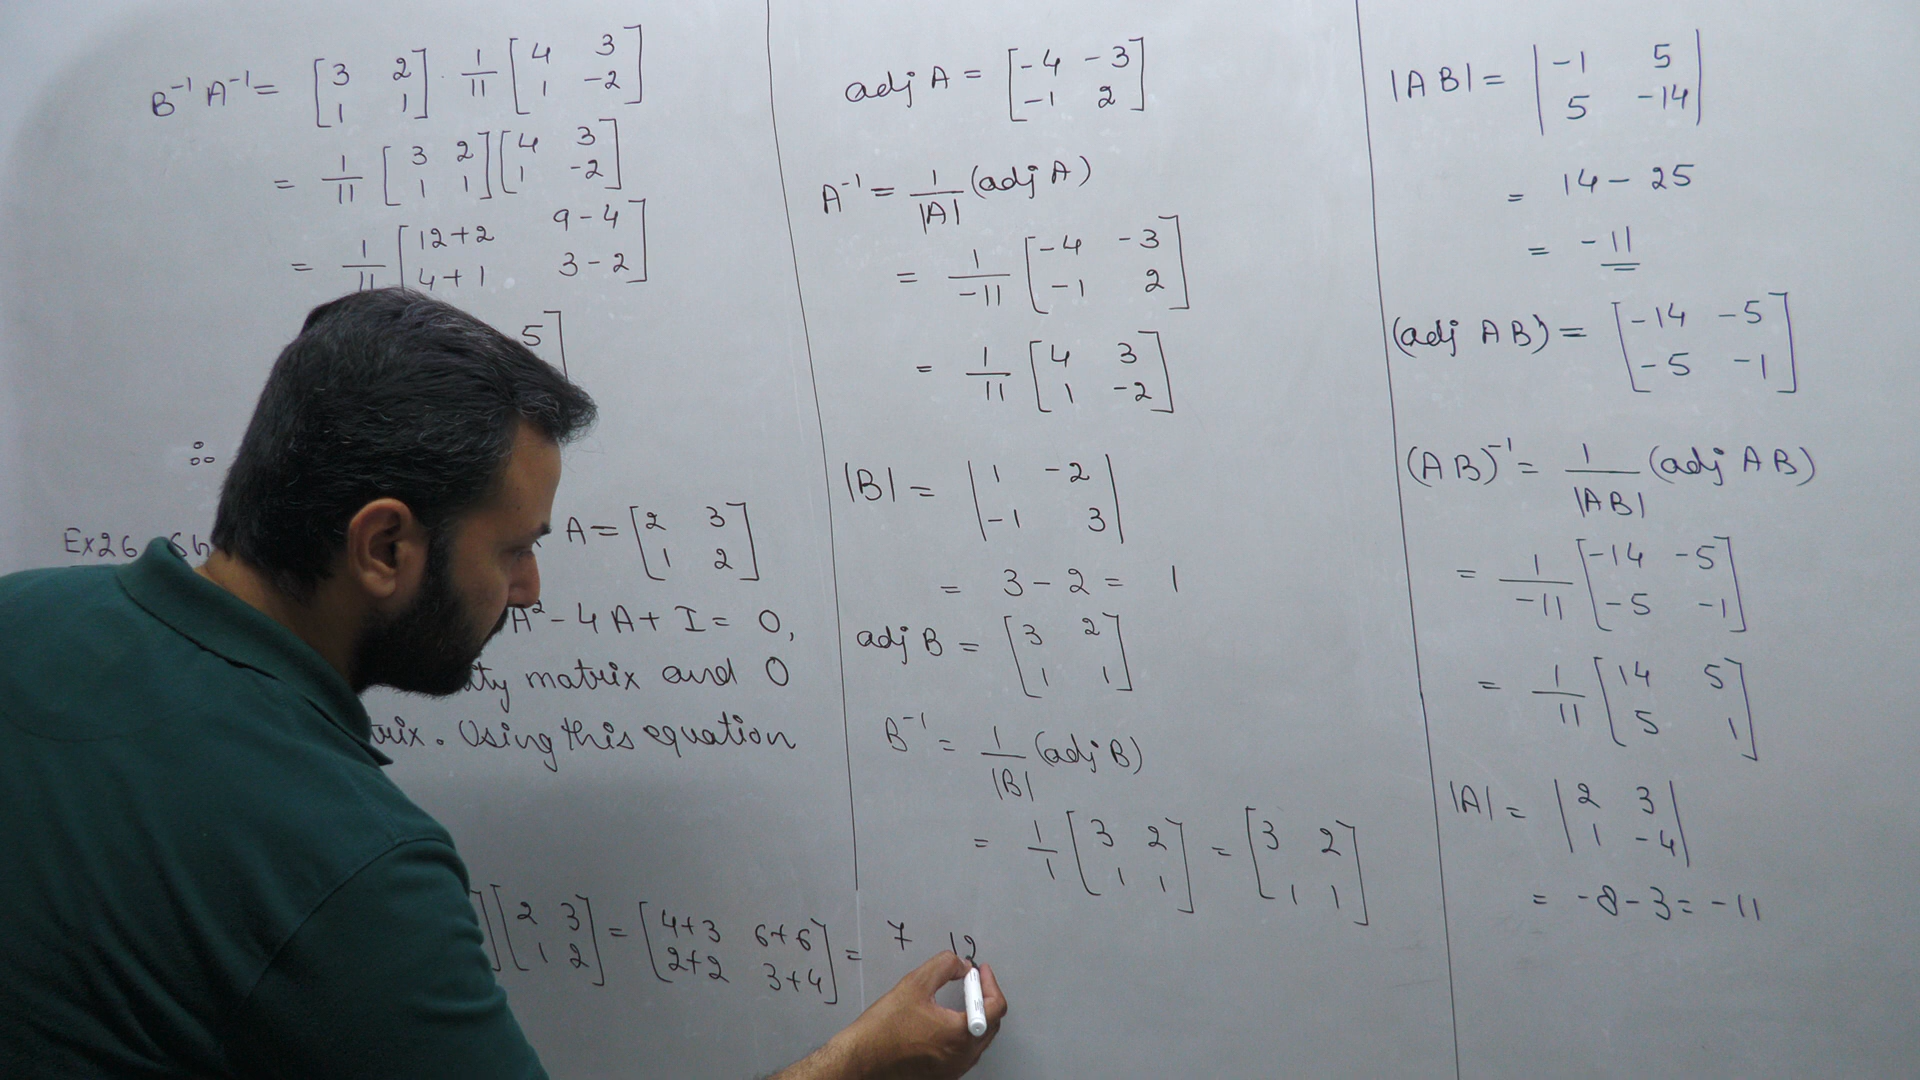 B⁻¹ A⁻¹ = [3 2; 1 1] · 1/11 [4 3; 1 -2]
= 1/11 [3 2; 1 1] [4 3; 1 -2]
= 1/11 [12+2 9-4; 4+1 3-2]
5]
∴
Ex26 Sh A = [2 3; 1 2]
A² - 4A + I = 0,
ity matrix and O
trix. Using this equation
] [2 3; 1 2] = [4+3 6+6; 2+2 3+4] = 7 12
adj A = [-4 -3; -1 2]
A⁻¹ = 1/|A| (adj A)
= 1/-11 [-4 -3; -1 2]
= 1/11 [4 3; 1 -2]
|B| = |1 -2; -1 3|
= 3 - 2 = 1
adj B = [3 2; 1 1]
B⁻¹ = 1/|B| (adj B)
= 1/1 [3 2; 1 1] = [3 2; 1 1]
|AB| = |-1 5; 5 -14|
= 14 - 25
= -11
(adj AB) = [-14 -5; -5 -1]
(AB)⁻¹ = 1/|AB| (adj AB)
= 1/-11 [-14 -5; -5 -1]
= 1/11 [14 5; 5 1]
|A| = |2 3; 1 -4|
= -8 - 3 = -11